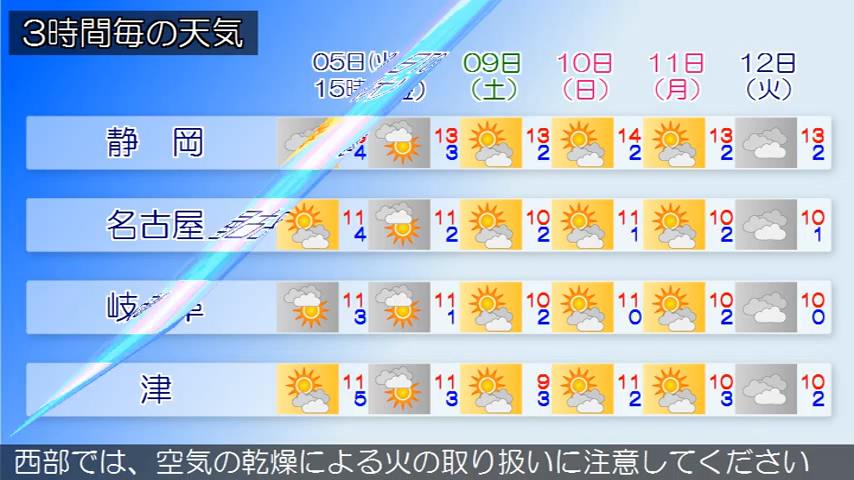 3時間毎の天気
05日(火 09日 10日 11日 12日
15時 (土) (日) (月) (火)
静 岡 4 13 3 13 2 14 2 13 2 13 2
名古屋 11 4 11 2 10 2 11 1 10 2 10 1
岐阜 11 3 11 1 10 2 11 0 10 2 10 0
津 11 5 11 3 9 3 11 2 10 3 10 2
西部では、空気の乾燥による火の取り扱いに注意してください